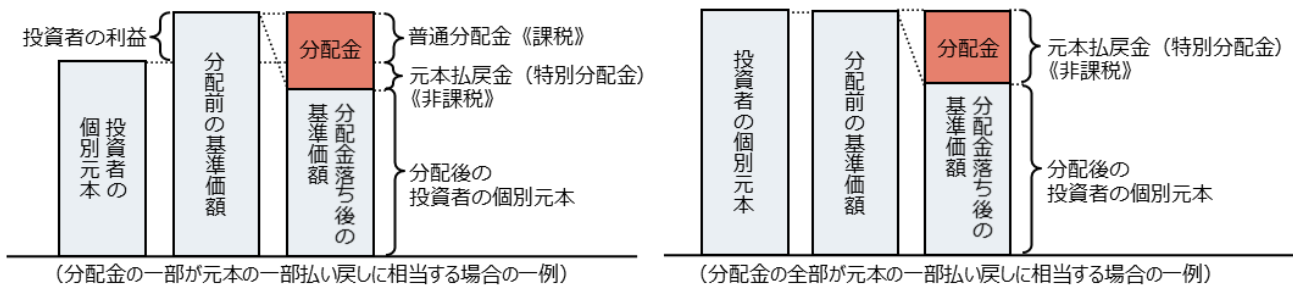 投資者の利益
投資者の
個別元本
分配前の基準価額
分配金
分配金落ち後の
基準価額
普通分配金《課税》
元本払戻金（特別分配金）
《非課税》
分配後の
投資者の個別元本
（分配金の一部が元本の一部払い戻しに相当する場合の一例）
投資者の個別元本
分配前の基準価額
分配金
分配金落ち後の
基準価額
元本払戻金（特別分配金）
《非課税》
分配後の
投資者の個別元本
（分配金の全部が元本の一部払い戻しに相当する場合の一例）